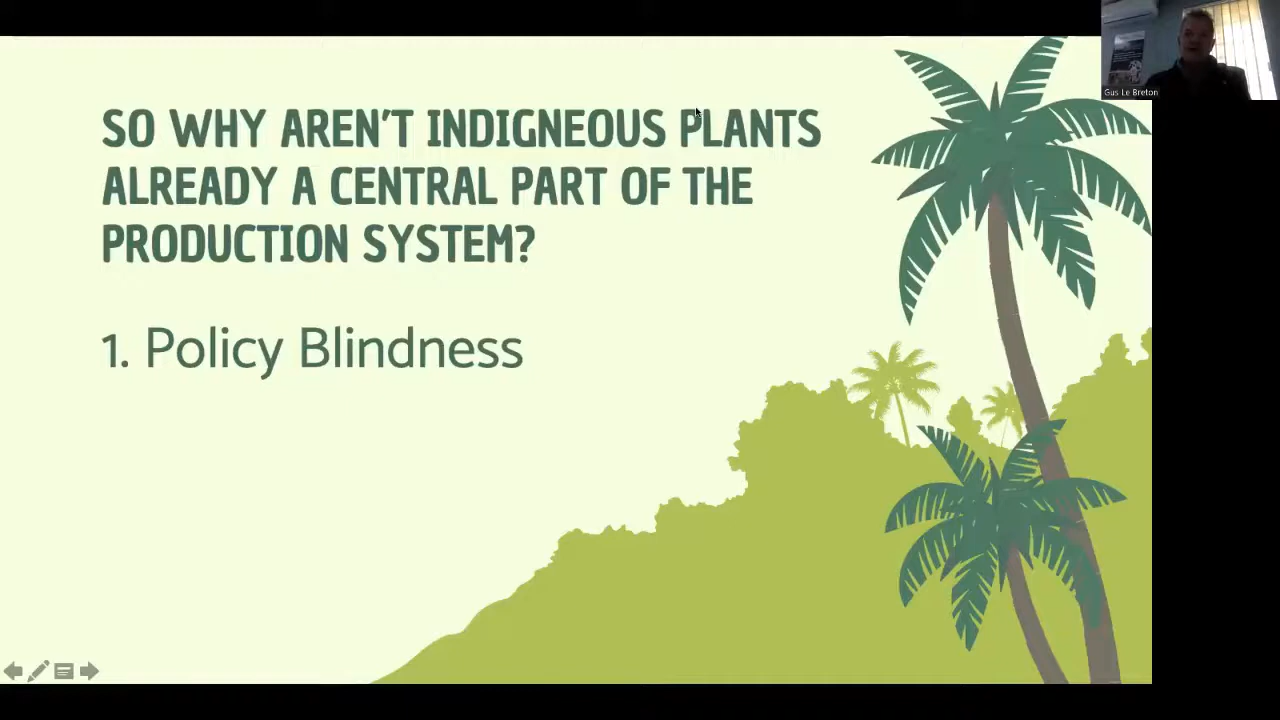 SO WHY AREN'T INDIGNEOUS PLANTS
ALREADY A CENTRAL PART OF THE
PRODUCTION SYSTEM?
1. Policy Blindness
Gus Le Breton